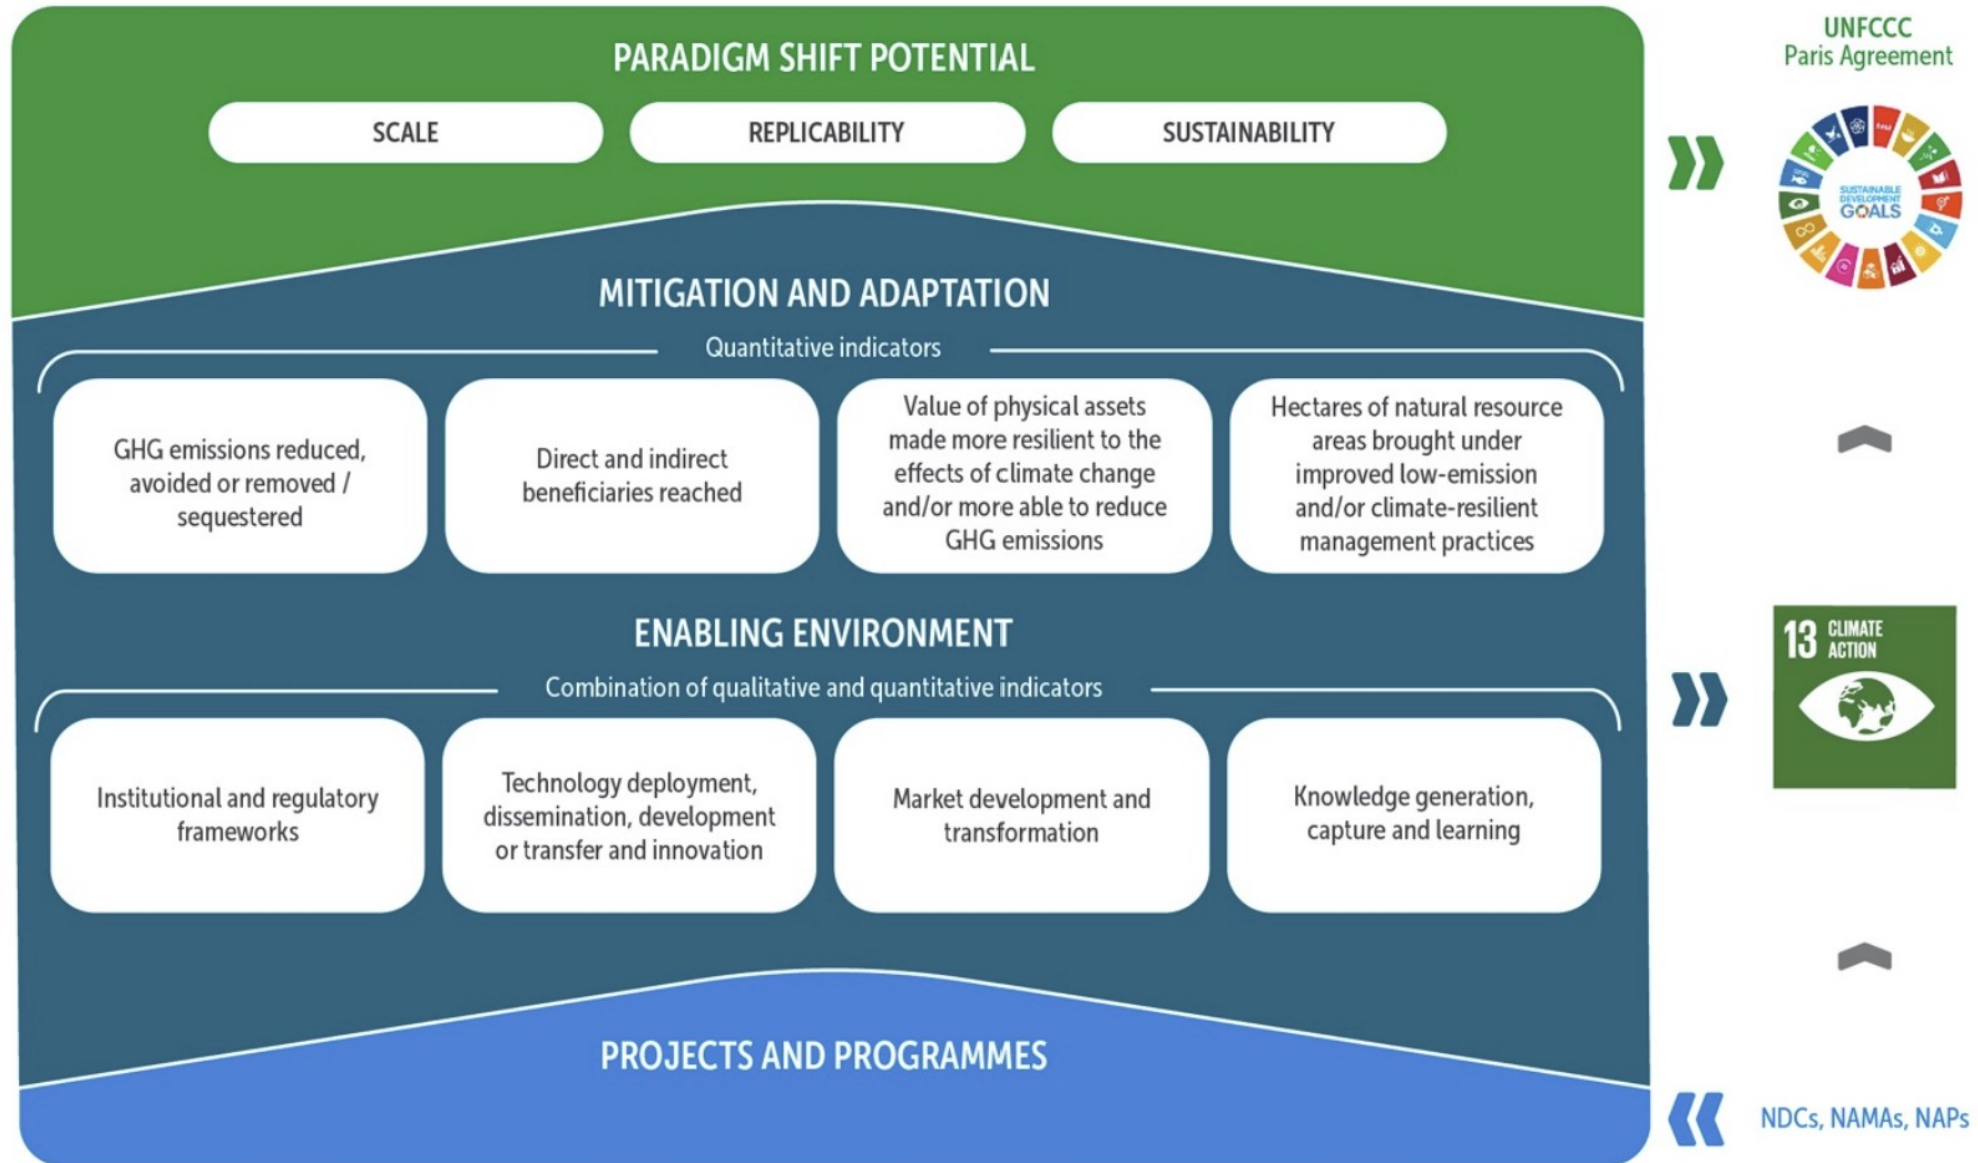 PARADIGM SHIFT POTENTIAL
SCALE
REPLICABILITY
SUSTAINABILITY
MITIGATION AND ADAPTATION
Quantitative indicators
GHG emissions reduced,
avoided or removed /
sequestered
Direct and indirect
beneficiaries reached
Value of physical assets
made more resilient to the
effects of climate change
and/or more able to reduce
GHG emissions
Hectares of natural resource
areas brought under
improved low-emission
and/or climate-resilient
management practices
ENABLING ENVIRONMENT
Combination of qualitative and quantitative indicators
Institutional and regulatory
frameworks
Technology deployment,
dissemination, development
or transfer and innovation
Market development and
transformation
Knowledge generation,
capture and learning
PROJECTS AND PROGRAMMES
UNFCCC
Paris Agreement
SUSTAINABLE
DEVELOPMENT
GOALS
13 CLIMATE
ACTION
NDCs, NAMAs, NAPs